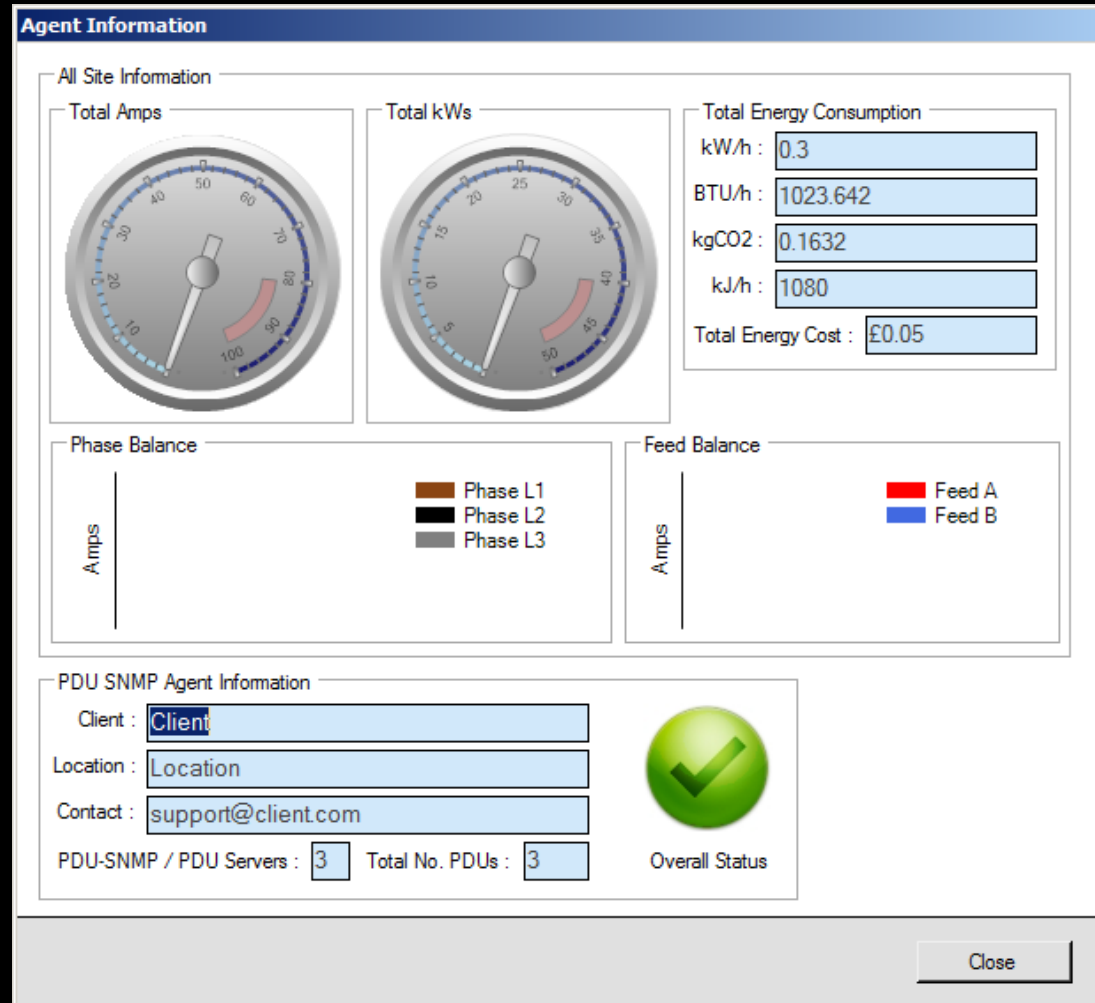 Agent Information
All Site Information
Total Amps
10
20
30
40
50
60
70
80
90
100
Total kWs
5
10
15
20
25
30
35
40
45
50
Total Energy Consumption
kW/h : 0.3
BTU/h : 1023.642
kgCO2 : 0.1632
kJ/h : 1080
Total Energy Cost : £0.05
Phase Balance
Amps
Phase L1
Phase L2
Phase L3
Feed Balance
Amps
Feed A
Feed B
PDU SNMP Agent Information
Client : Client
Location : Location
Contact : support@client.com
PDU-SNMP / PDU Servers : 3 Total No. PDUs : 3
Overall Status
Close